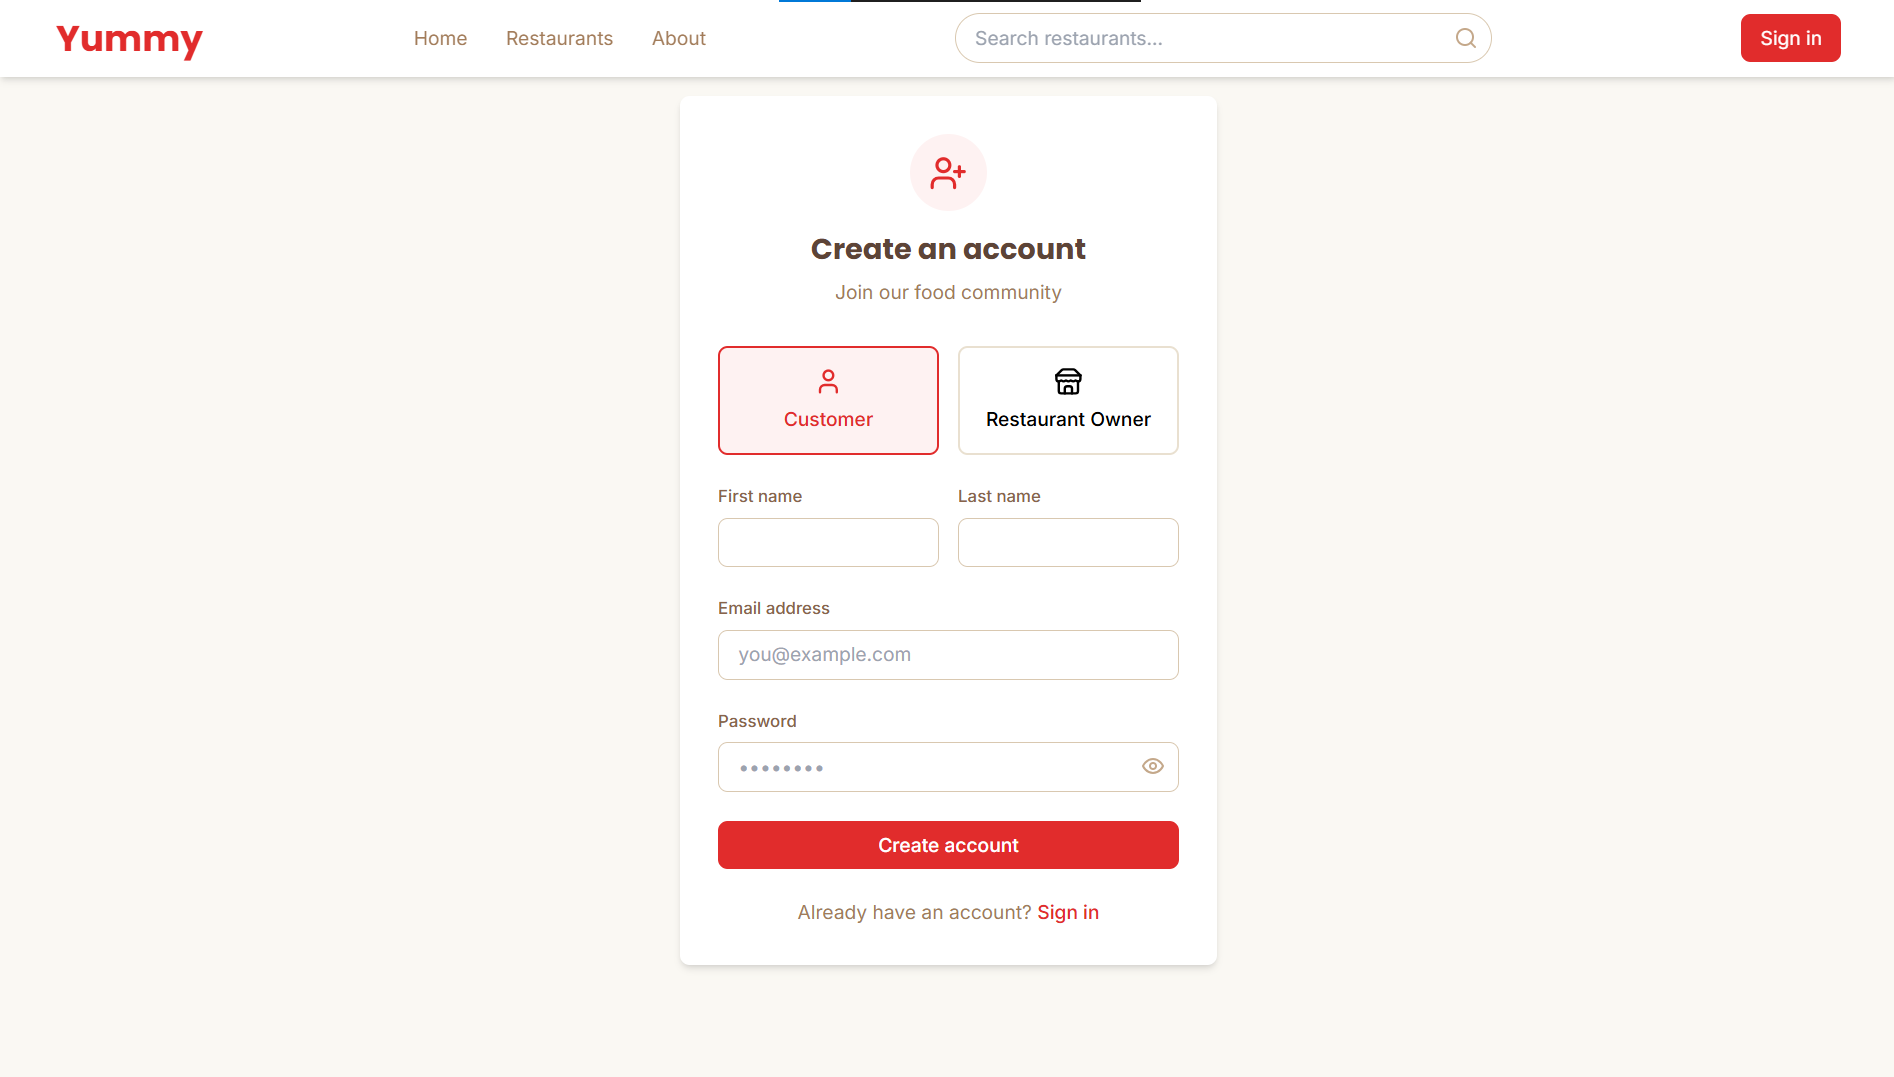 Yummy
Home
Restaurants
About
Search restaurants...
Sign in
Create an account
Join our food community
Customer
Restaurant Owner
First name
Last name
Email address
you@example.com
Password
••••••••
Create account
Already have an account? Sign in